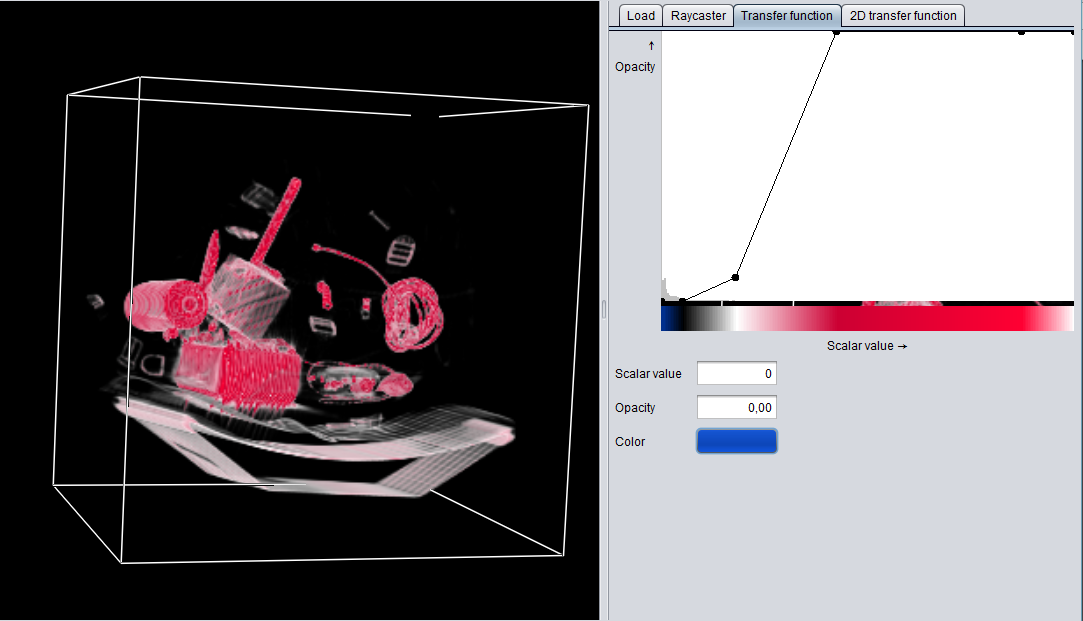 Load Raycaster Transfer function 2D transfer function
↑
Opacity
Scalar value →
Scalar value 0
Opacity 0,00
Color